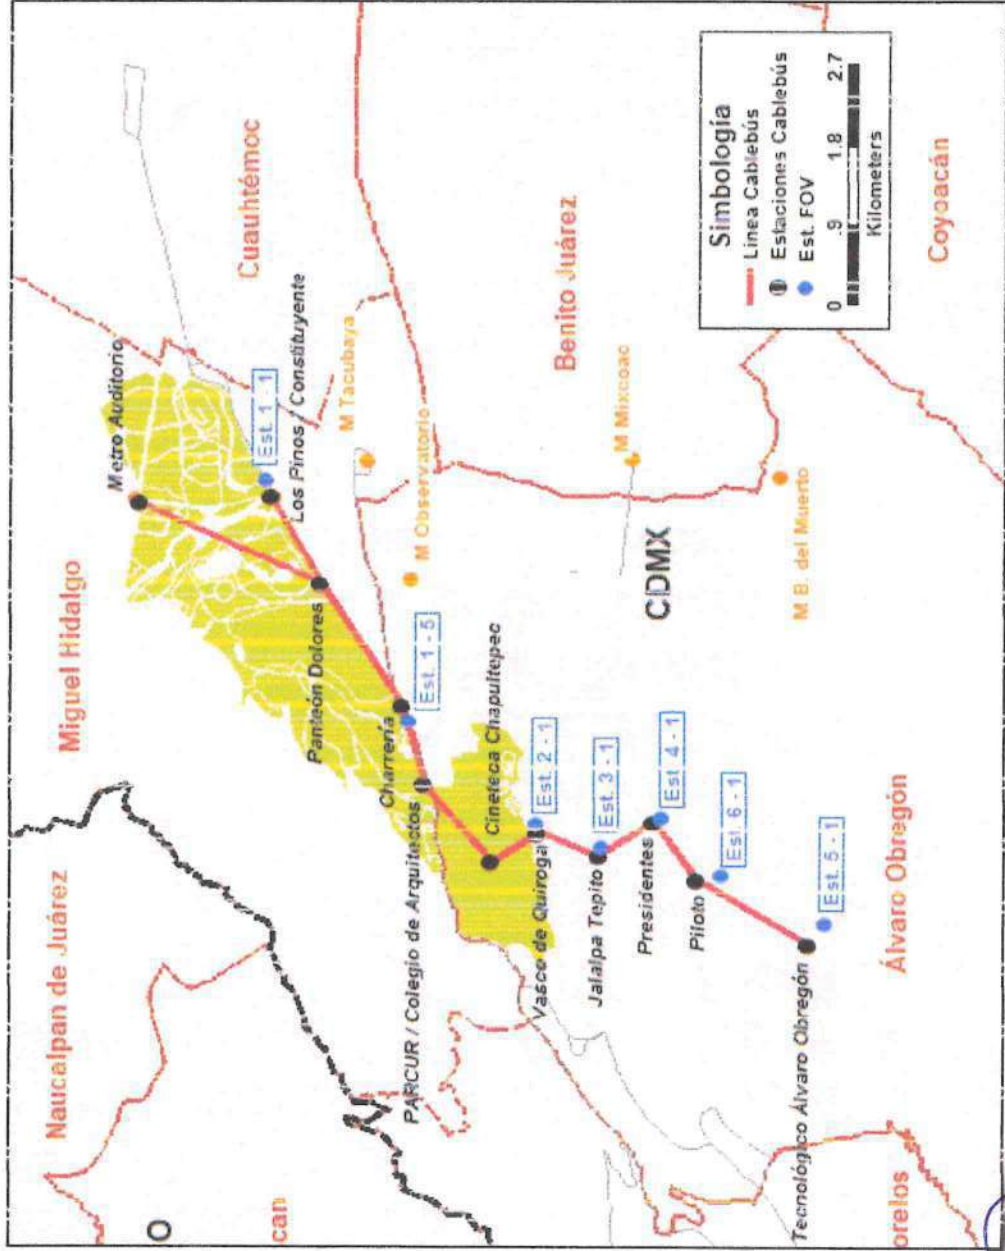 Naucalpan de Juárez
Miguel Hidalgo
Cuauhtémoc
Metro Auditorio
Est. 1 - 1
Los Pinos / Constituyente
Panteón Dolores
M Tacubaya
M Observatorio
Charrería
Est. 1 - 5
PARCUR / Colegio de Arquitectos
Cineteca Chapultepec
Vasco de Quiroga
Est. 2 - 1
Jalalpa Tepito
Est. 3 - 1
Presidentes
Est. 4 - 1
Piloto
Est. 6 - 1
Tecnológico Álvaro Obregón
Est. 5 - 1
Benito Juárez
M Mixcoac
CDMX
M B. del Muerto
Álvaro Obregón
Coyoacán
O
can
orelos
Simbología
Línea Cablebús
Estaciones Cablebús
Est. FOV
0 .9 1.8 2.7
Kilometers